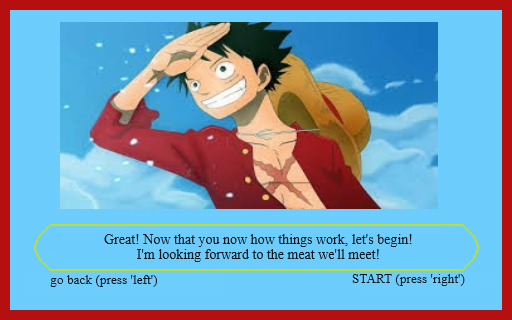 Great! Now that you now how things work, let's begin!
I'm looking forward to the meat we'll meet!
go back (press 'left')
START (press 'right')